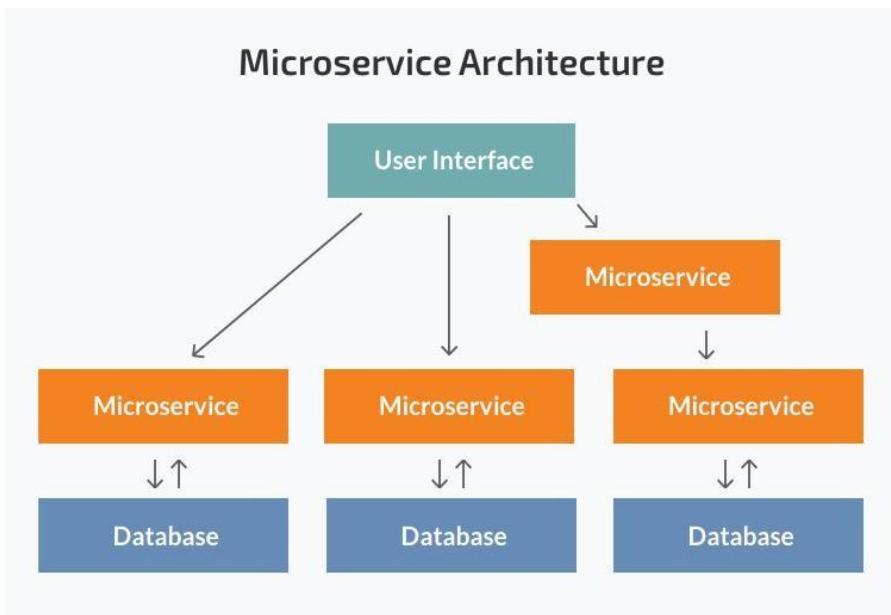 Microservice Architecture
User Interface
Microservice
Microservice
Microservice
Microservice
Database
Database
Database